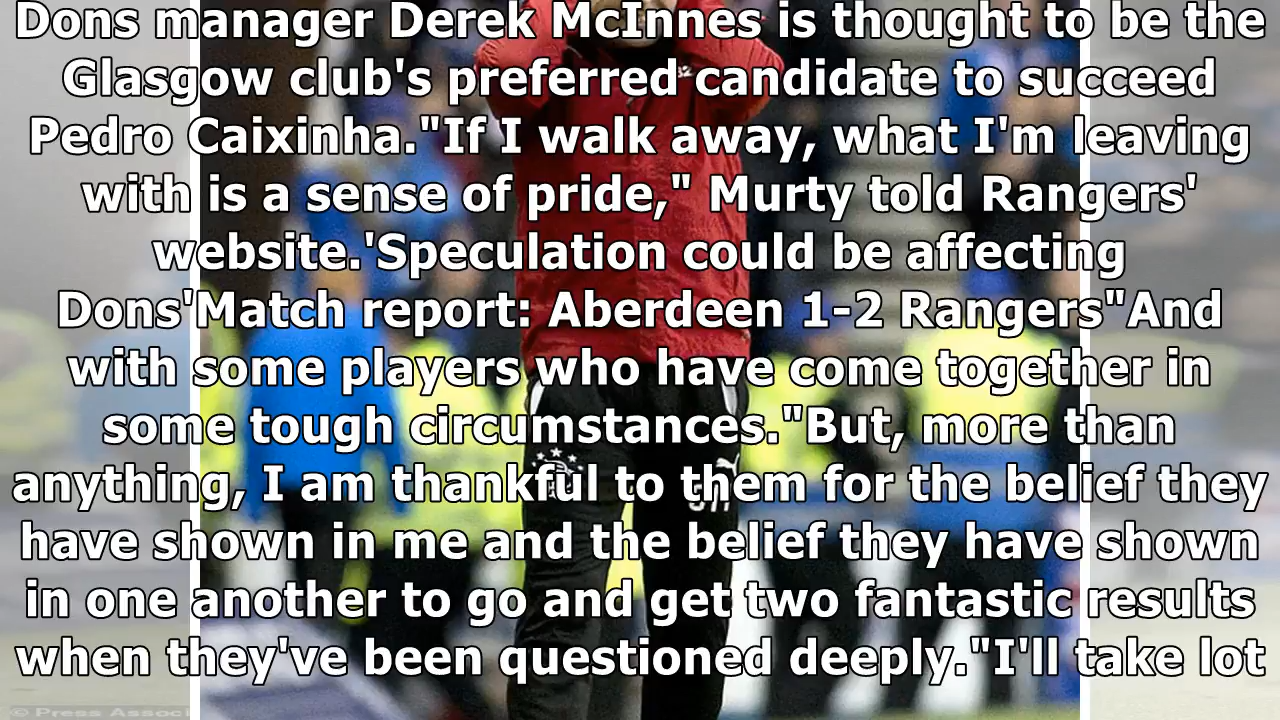 Dons manager Derek McInnes is thought to be the
Glasgow club's preferred candidate to succeed
Pedro Caixinha."If I walk away, what I'm leaving
with is a sense of pride," Murty told Rangers'
website.'Speculation could be affecting
Dons'Match report: Aberdeen 1-2 Rangers"And
with some players who have come together in
some tough circumstances."But, more than
anything, I am thankful to them for the belief they
have shown in me and the belief they have shown
in one another to go and get two fantastic results
when they've been questioned deeply."I'll take lot
© Press Associ